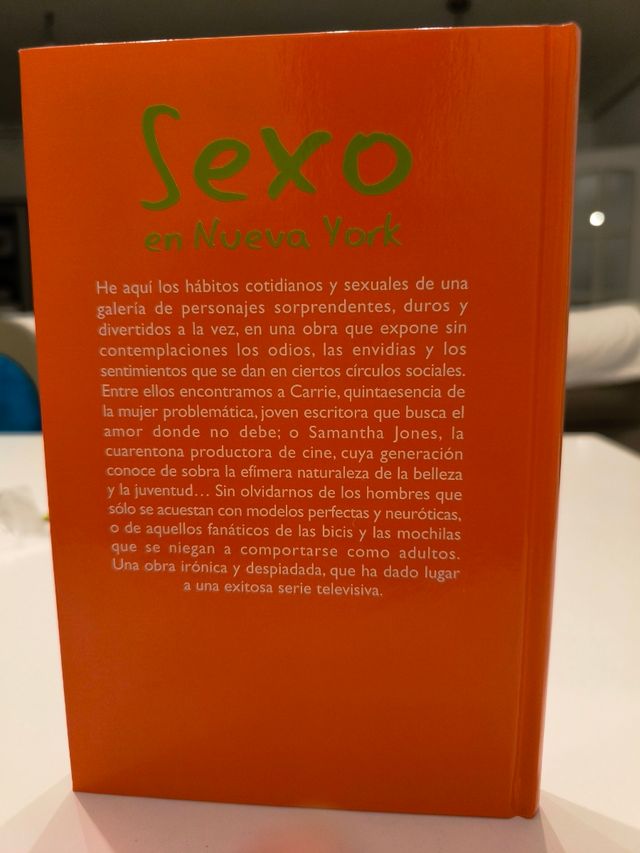 Sexo
en Nueva York
He aquí los hábitos cotidianos y sexuales de una
galería de personajes sorprendentes, duros y
divertidos a la vez, en una obra que expone sin
contemplaciones los odios, las envidias y los
sentimientos que se dan en ciertos círculos sociales.
Entre ellos encontramos a Carrie, quintaesencia de
la mujer problemática, joven escritora que busca el
amor donde no debe; o Samantha Jones, la
cuarentona productora de cine, cuya generación
conoce de sobra la efímera naturaleza de la belleza
y la juventud... Sin olvidarnos de los hombres que
sólo se acuestan con modelos perfectas y neuróticas,
o de aquellos fanáticos de las bicis y las mochilas
que se niegan a comportarse como adultos.
Una obra irónica y despiadada, que ha dado lugar
a una exitosa serie televisiva.